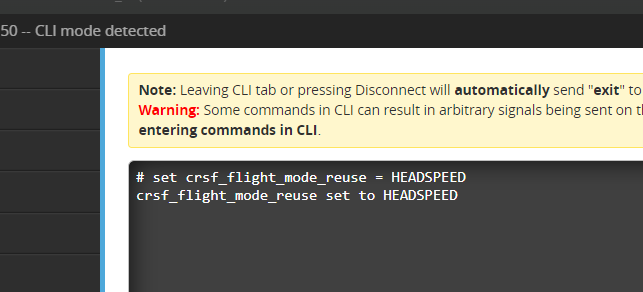 50 -- CLI mode detected
Note: Leaving CLI tab or pressing Disconnect will automatically send "exit" to
Warning: Some commands in CLI can result in arbitrary signals being sent on
entering commands in CLI.
# set crsf_flight_mode_reuse = HEADSPEED
crsf_flight_mode_reuse set to HEADSPEED